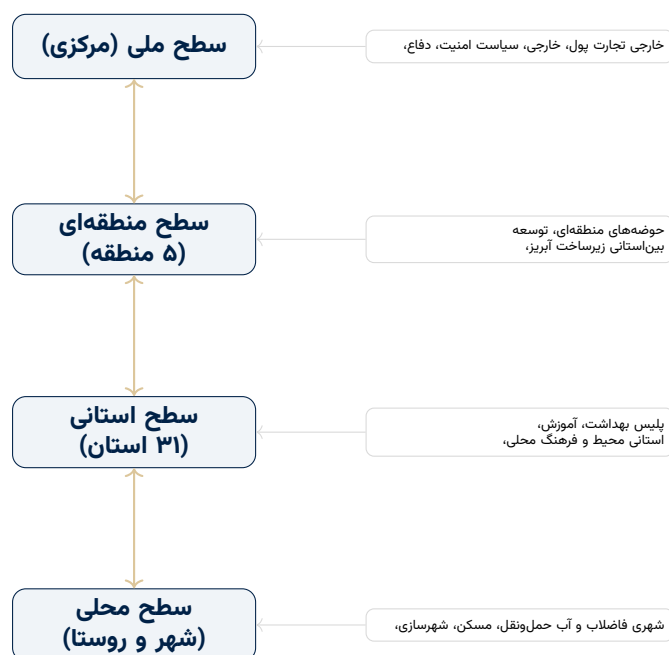 سطح ملی (مرکزی)
خارجی تجارت پول، خارجی، سیاست امنیت، دفاع،
سطح منطقه‌ای
(۵ منطقه)
حوضه‌های منطقه‌ای، توسعه
بین‌استانی زیرساخت آبریز،
سطح استانی
(۳۱ استان)
پلیس بهداشت، آموزش،
استانی محیط و فرهنگ محلی،
سطح محلی
(شهر و روستا)
شهری فاضلاب و آب حمل‌ونقل، مسکن، شهرسازی،